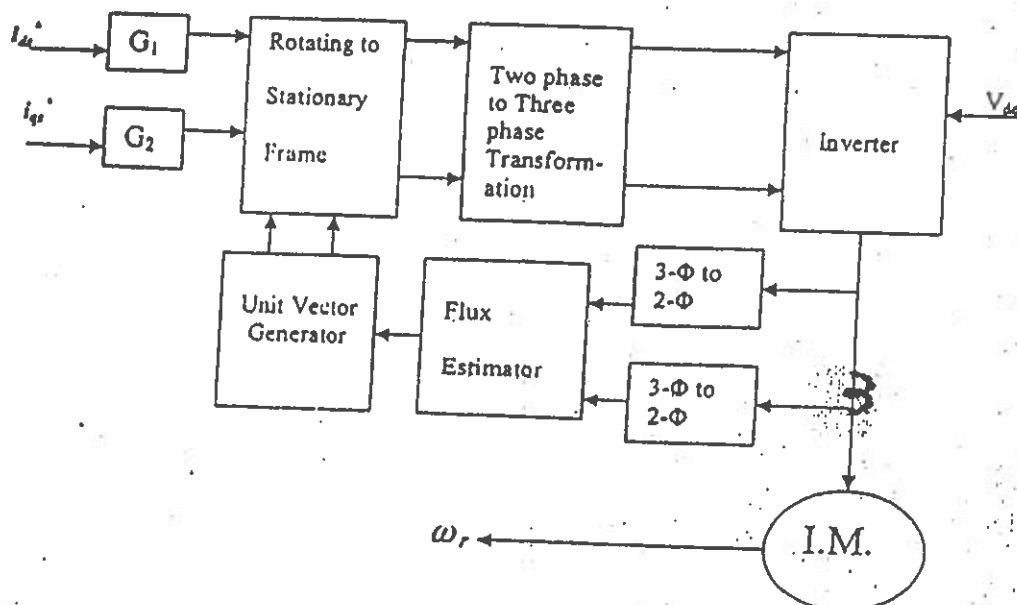 i_ds*
G₁
Rotating to
Stationary
Frame
Two phase
to Three
phase
Transform-
ation
Inverter
V_dc
i_qs*
G₂
Unit Vector
Generator
Flux
Estimator
3-Φ to
2-Φ
3-Φ to
2-Φ
ω_r
I.M.